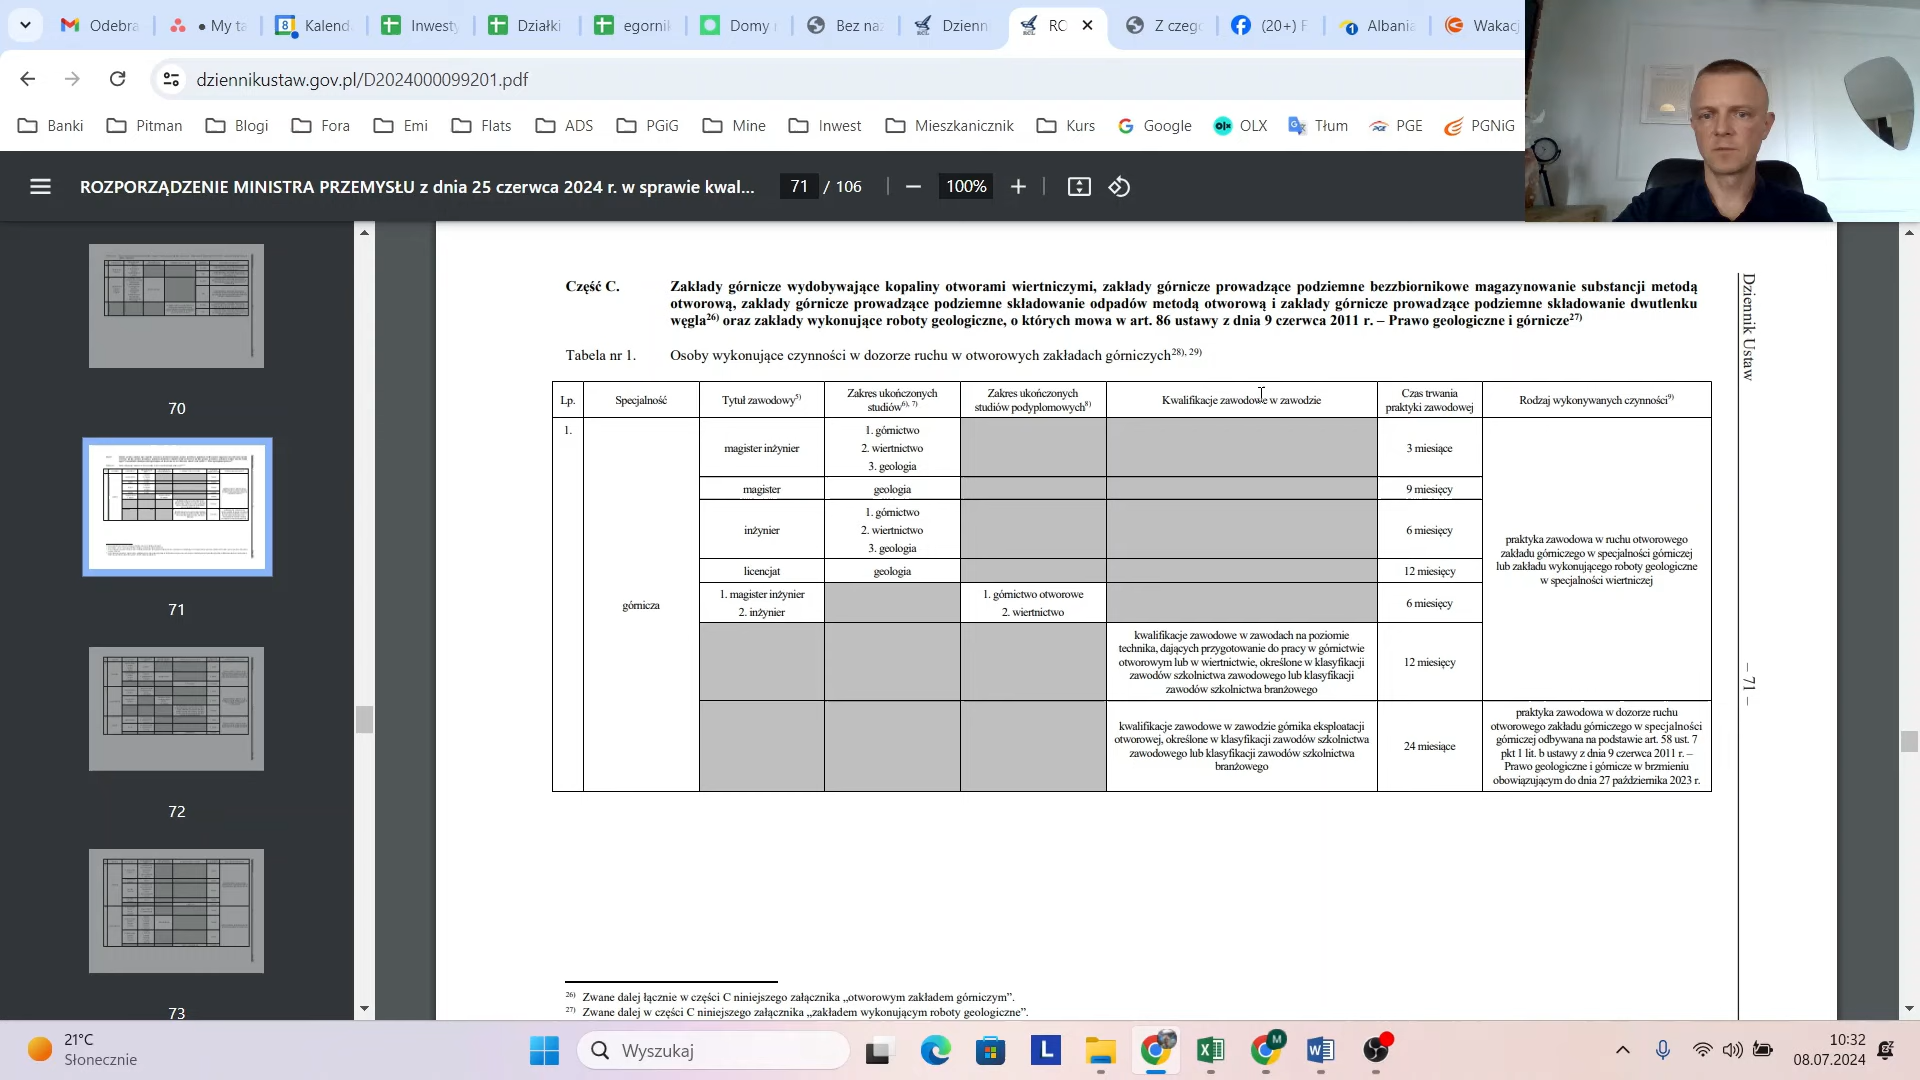 Odebra
My ta
Kalend
Inwesty
Działki
egornik
Domy
Bez na
Dzienn
RC
Z czeg
(20+) F
Albania
Wakacj
dziennikustaw.gov.pl/D2024000099201.pdf
Banki
Pitman
Blogi
Fora
Emi
Flats
ADS
PGiG
Mine
Inwest
Mieszkanicznik
Kurs
Google
OLX
Tłum
PGE
PGNiG
ROZPORZĄDZENIE MINISTRA PRZEMYSŁU z dnia 25 czerwca 2024 r. w sprawie kwal...
71 / 106
100%
70
71
72
73
Część C.
Zakłady górnicze wydobywające kopaliny otworami wiertniczymi, zakłady górnicze prowadzące podziemne bezzbiornikowe magazynowanie substancji metodą
otworową, zakłady górnicze prowadzące podziemne składowanie odpadów metodą otworową i zakłady górnicze prowadzące podziemne składowanie dwutlenku
węgla26) oraz zakłady wykonujące roboty geologiczne, o których mowa w art. 86 ustawy z dnia 9 czerwca 2011 r. – Prawo geologiczne i górnicze27)
Tabela nr 1.
Osoby wykonujące czynności w dozorze ruchu w otworowych zakładach górniczych28), 29)
Lp.
Specjalność
Tytuł zawodowy5)
Zakres ukończonych
studiów6), 7)
Zakres ukończonych
studiów podyplomowych8)
Kwalifikacje zawodowe w zawodzie
Czas trwania
praktyki zawodowej
Rodzaj wykonywanych czynności9)
1.
górnicza
magister inżynier
1. górnictwo
2. wiertnictwo
3. geologia
3 miesiące
magister
geologia
9 miesięcy
inżynier
1. górnictwo
2. wiertnictwo
3. geologia
6 miesięcy
licencjat
geologia
12 miesięcy
1. magister inżynier
2. inżynier
1. górnictwo otworowe
2. wiertnictwo
6 miesięcy
kwalifikacje zawodowe w zawodach na poziomie
technika, dających przygotowanie do pracy w górnictwie
otworowym lub w wiertnictwie, określone w klasyfikacji
zawodów szkolnictwa zawodowego lub klasyfikacji
zawodów szkolnictwa branżowego
12 miesięcy
praktyka zawodowa w ruchu otworowego
zakładu górniczego w specjalności górniczej
lub zakładu wykonującego roboty geologiczne
w specjalności wiertniczej
kwalifikacje zawodowe w zawodzie górnika eksploatacji
otworowej, określone w klasyfikacji zawodów szkolnictwa
zawodowego lub klasyfikacji zawodów szkolnictwa
branżowego
24 miesiące
praktyka zawodowa w dozorze ruchu
otworowego zakładu górniczego w specjalności
górniczej odbywana na podstawie art. 58 ust. 7
pkt 1 lit. b ustawy z dnia 9 czerwca 2011 r. –
Prawo geologiczne i górnicze w brzmieniu
obowiązującym do dnia 27 października 2023 r.
26) Zwane dalej łącznie w części C niniejszego załącznika „otworowym zakładem górniczym”.
27) Zwane dalej w części C niniejszego załącznika „zakładem wykonującym roboty geologiczne”.
Dziennik Ustaw
– 71 –
21°C
Słonecznie
Wyszukaj
10:32
08.07.2024